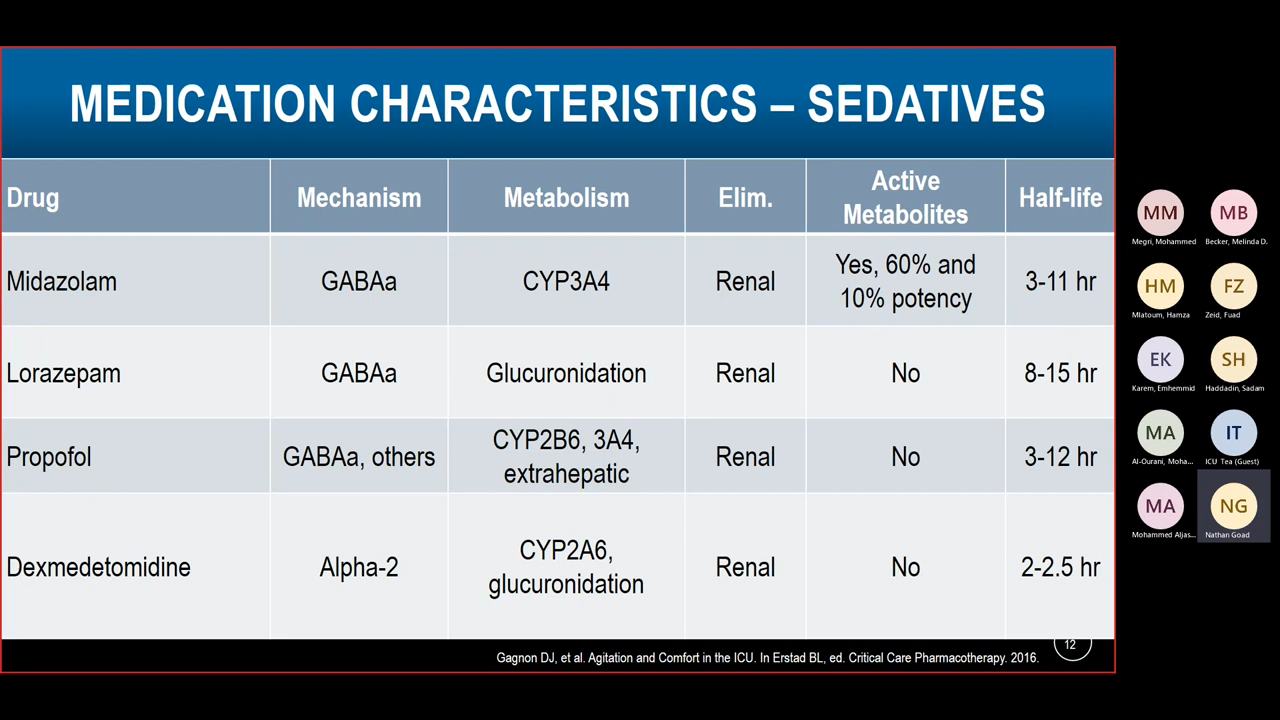 MEDICATION CHARACTERISTICS – SEDATIVES
Drug
Mechanism
Metabolism
Elim.
Active
Metabolites
Half-life
Midazolam
GABAa
CYP3A4
Renal
Yes, 60% and
10% potency
3-11 hr
Lorazepam
GABAa
Glucuronidation
Renal
No
8-15 hr
Propofol
GABAa, others
CYP2B6, 3A4,
extrahepatic
Renal
No
3-12 hr
Dexmedetomidine
Alpha-2
CYP2A6,
glucuronidation
Renal
No
2-2.5 hr
12
Gagnon DJ, et al. Agitation and Comfort in the ICU. In Erstad BL, ed. Critical Care Pharmacotherapy. 2016.
MM
Megri, Mohammed
MB
Becker, Melinda D.
HM
Mlatoum, Hamza
FZ
Zeid, Fuad
EK
Karem, Emhemmid
SH
Haddadin, Sadam
MA
Al-Ourani, Moha...
IT
ICU Tea (Guest)
MA
Mohammed Aljas...
NG
Nathan Goad